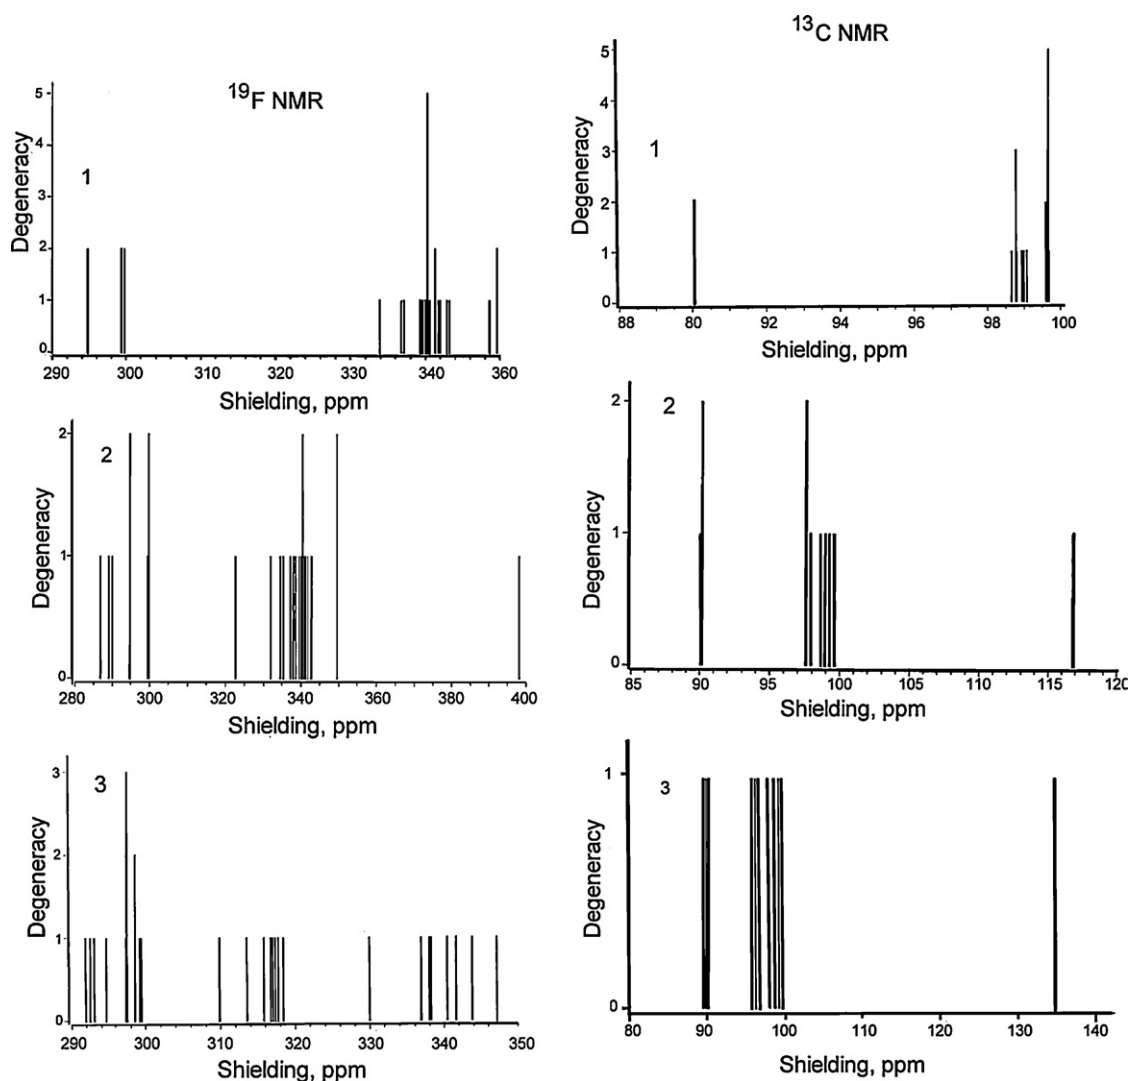 ¹⁹F NMR
1
Degeneracy
5
4
3
2
1
0
290 300 310 320 330 340 360
Shielding, ppm
¹³C NMR
1
Degeneracy
5
4
3
2
1
0
88 80 92 94 96 98 100
Shielding, ppm
2
Degeneracy
2
1
0
280 300 320 340 360 380 400
Shielding, ppm
2
Degeneracy
2
1
0
85 90 95 100 105 110 115 120
Shielding, ppm
3
Degeneracy
3
2
1
0
290 300 310 320 330 340 350
Shielding, ppm
3
Degeneracy
1
0
80 90 100 110 120 130 140
Shielding, ppm